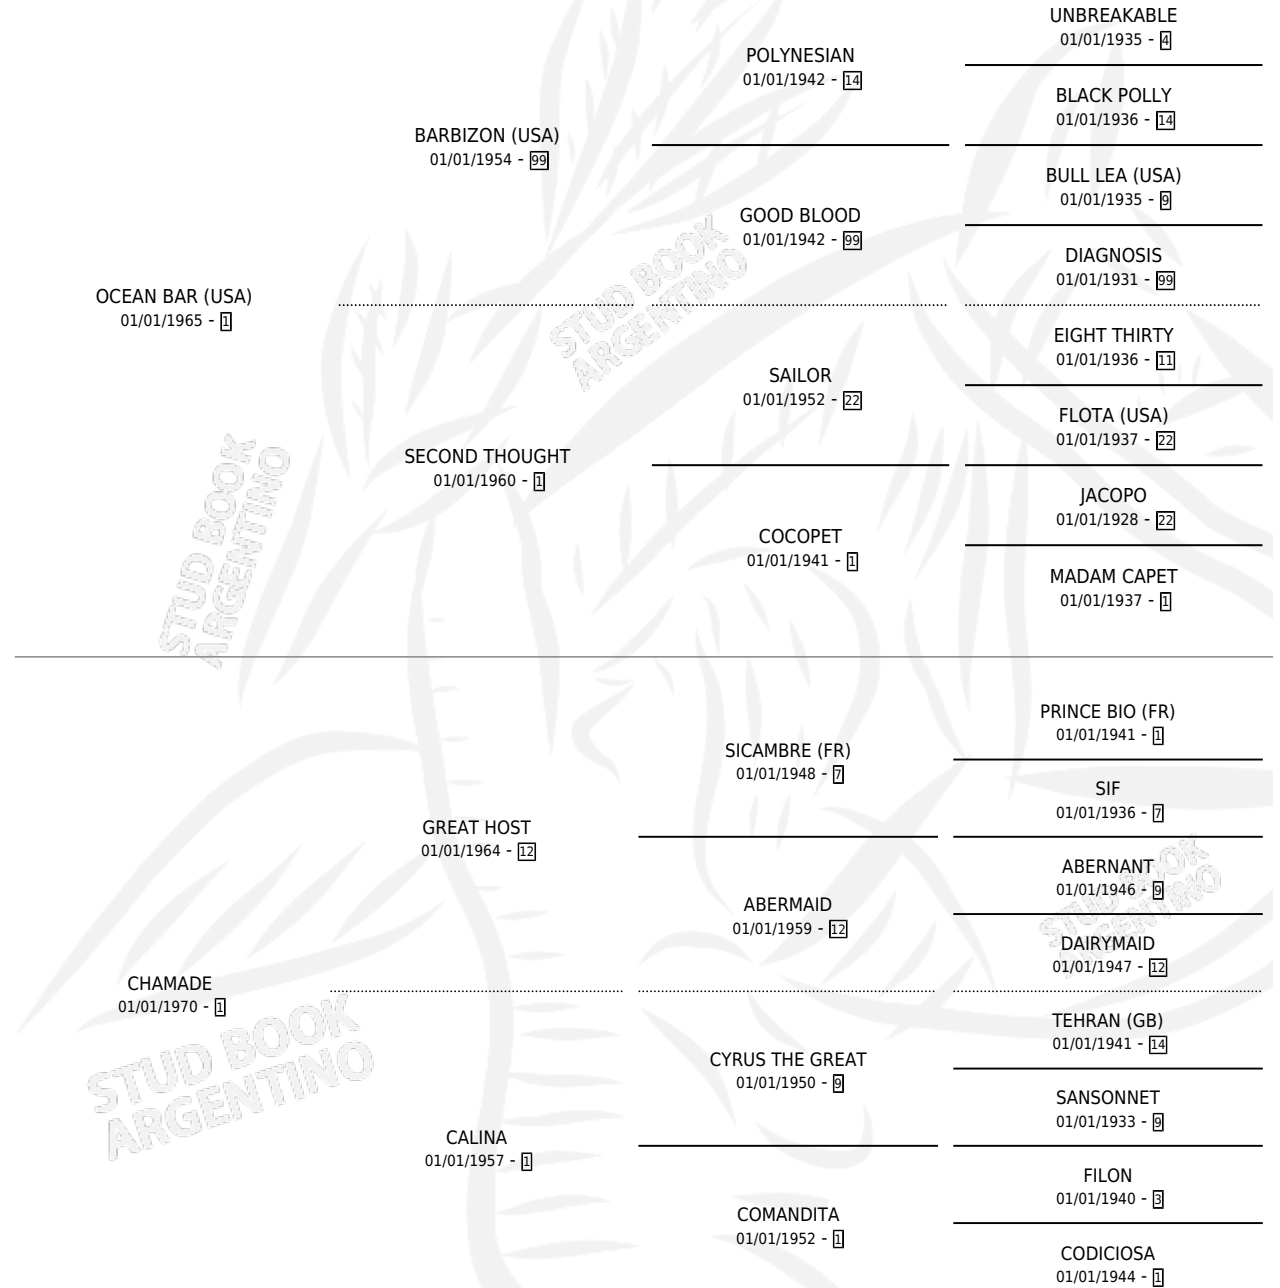 UNBREAKABLE
01/01/1935 - 4
POLYNESIAN
01/01/1942 - 14
BLACK POLLY
01/01/1936 - 14
BARBIZON (USA)
01/01/1954 - 99
BULL LEA (USA)
01/01/1935 - 9
GOOD BLOOD
01/01/1942 - 99
DIAGNOSIS
01/01/1931 - 99
OCEAN BAR (USA)
01/01/1965 - 1
EIGHT THIRTY
01/01/1936 - 11
SAILOR
01/01/1952 - 22
FLOTA (USA)
01/01/1937 - 22
SECOND THOUGHT
01/01/1960 - 1
JACOPO
01/01/1928 - 22
COCOPET
01/01/1941 - 1
MADAM CAPET
01/01/1937 - 1
STUD BOOK
ARGENTINO
STUD BOOK
ARGENTINO
PRINCE BIO (FR)
01/01/1941 - 1
SICAMBRE (FR)
01/01/1948 - 7
SIF
01/01/1936 - 7
GREAT HOST
01/01/1964 - 12
ABERNANT
01/01/1946 - 9
ABERMAID
01/01/1959 - 12
DAIRYMAID
01/01/1947 - 12
CHAMADE
01/01/1970 - 1
TEHRAN (GB)
01/01/1941 - 14
CYRUS THE GREAT
01/01/1950 - 9
SANSONNET
01/01/1933 - 9
CALINA
01/01/1957 - 1
FILON
01/01/1940 - 3
COMANDITA
01/01/1952 - 1
CODICIOSA
01/01/1944 - 1
STUD BOOK
ARGENTINO
STUD BOOK
ARGENTINO